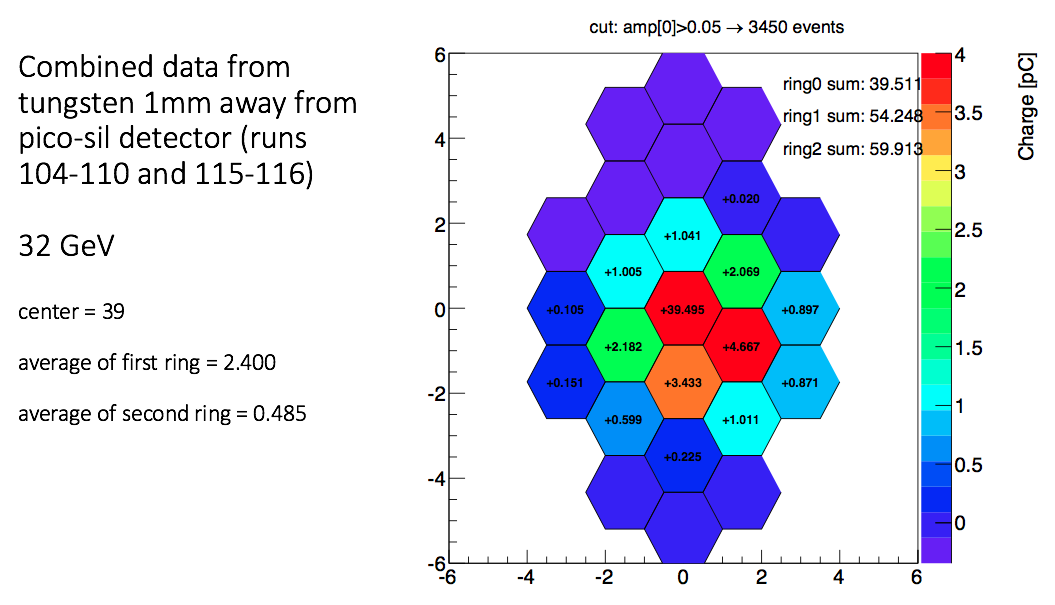 Combined data from
tungsten 1mm away from
pico-sil detector (runs
104-110 and 115-116)
32 GeV
center = 39
average of first ring = 2.400
average of second ring = 0.485
cut: amp[0]>0.05 → 3450 events
ring0 sum: 39.511
ring1 sum: 54.248
ring2 sum: 59.913
+0.020
+1.041
+1.005
+2.069
+0.105
+39.495
+0.897
+2.182
+4.667
+0.151
+3.433
+0.871
+0.599
+1.011
+0.225
6
4
2
0
-2
-4
-6
-6
-4
-2
0
2
4
6
4
3.5
3
2.5
2
1.5
1
0.5
0
Charge [pC]